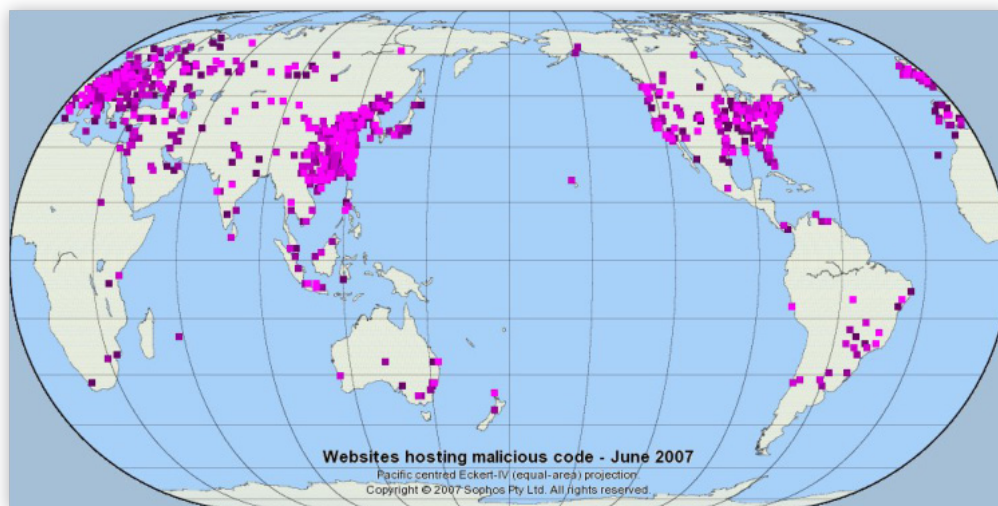 Websites hosting malicious code - June 2007
Pacific centred Eckert-IV (equal-area) projection.
Copyright © 2007 Sophos Pty Ltd. All rights reserved.